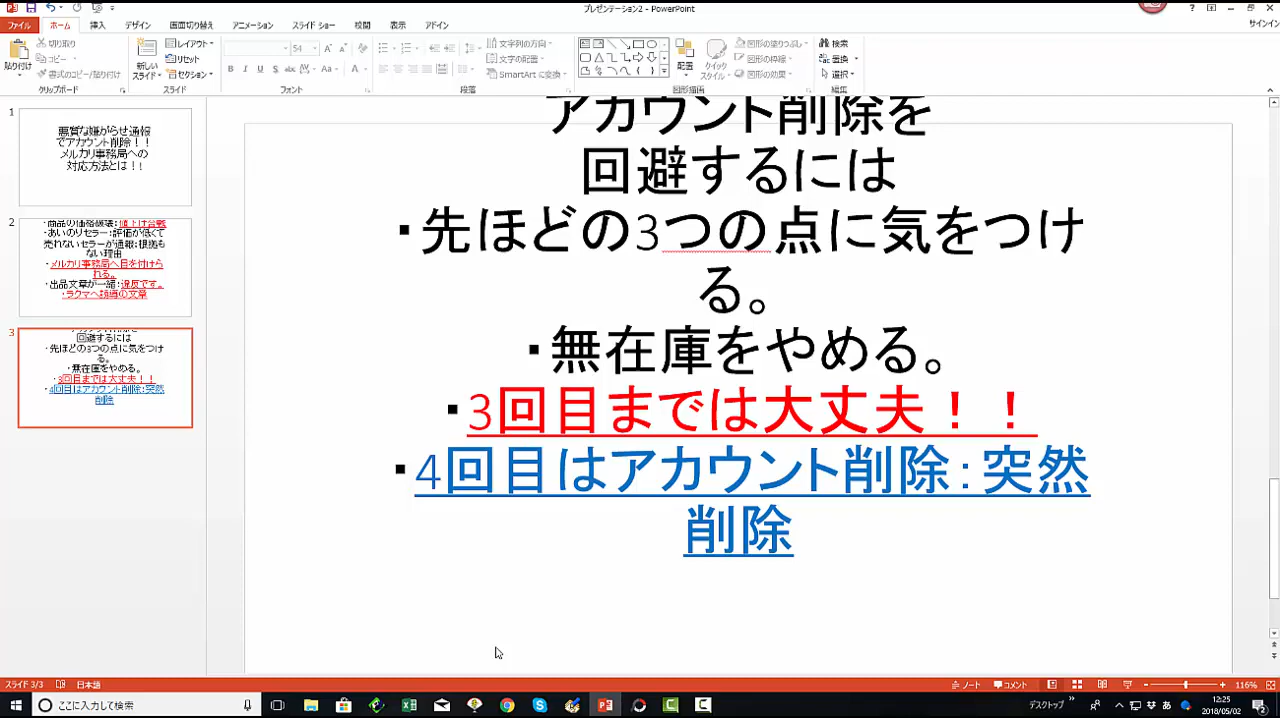 プレゼンテーション2 - PowerPoint
ファイル ホーム 挿入 デザイン 画面切り替え アニメーション スライド ショー 校閲 表示 アドイン
サインイン
貼り付け
切り取り
コピー
書式のコピー/貼り付け
クリップボード
新しい
スライド
レイアウト
リセット
セクション
スライド
54
フォント
文字列の方向
文字の配置
SmartArt に変換
段落
配置
クイック
スタイル
図形の塗りつぶし
図形の枠線
図形の効果
図形描画
検索
置換
選択
編集
1
悪質な嫌がらせ通報
でアカウント削除！！
メルカリ事務局への
対応方法とは！！
2
・商品の価格破壊：値下げ合戦
・あいのりセラー：評価が低くて
売れないセラーが通報：根拠も
ない理由
・メルカリ事務局へ目を付けら
れる。
・出品文章が一緒：違反です。
・ラクマへ誘導の文章
3
回避するには
・先ほどの3つの点に気をつけ
る。
・無在庫をやめる。
・3回目までは大丈夫！！
・4回目はアカウント削除：突然
削除
アカウント削除を
回避するには
・先ほどの3つの点に気をつけ
る。
・無在庫をやめる。
・3回目までは大丈夫！！
・4回目はアカウント削除：突然
削除
スライド 3/3 日本語
ノート コメント 116%
ここに入力して検索
デスクトップ
12:25
2018/05/02